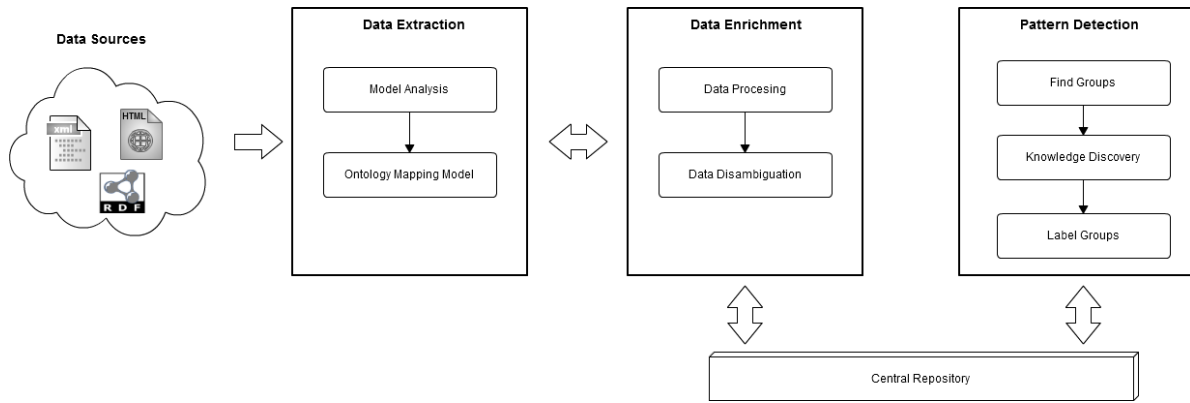 Data Sources
xml
HTML
RDF
Data Extraction
Model Analysis
Ontology Mapping Model
Data Enrichment
Data Procesing
Data Disambiguation
Pattern Detection
Find Groups
Knowledge Discovery
Label Groups
Central Repository